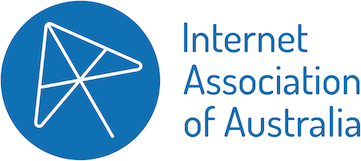 Internet
Association
of Australia